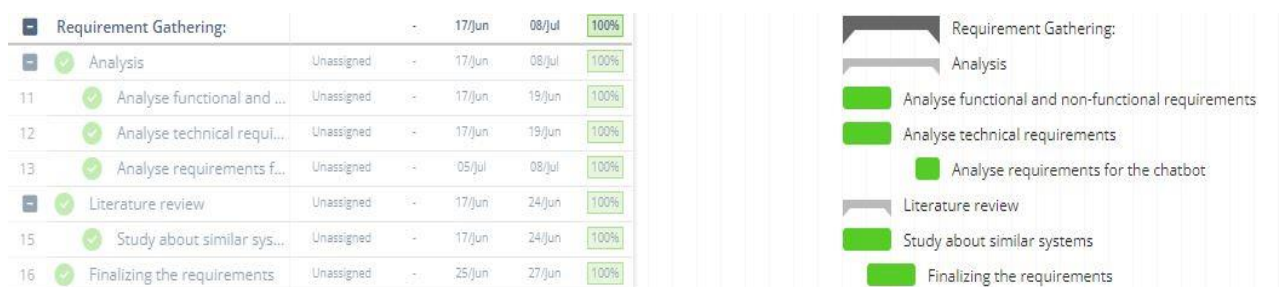 Requirement Gathering: - 17/Jun 08/Jul 100% Requirement Gathering:
Analysis Unassigned - 17/Jun 08/Jul 100% Analysis
11 Analyse functional and ... Unassigned - 17/Jun 19/Jun 100% Analyse functional and non-functional requirements
12 Analyse technical requi... Unassigned - 17/Jun 19/Jun 100% Analyse technical requirements
13 Analyse requirements f... Unassigned - 05/Jul 08/Jul 100% Analyse requirements for the chatbot
Literature review Unassigned - 17/Jun 24/Jun 100% Literature review
15 Study about similar sys... Unassigned - 17/Jun 24/Jun 100% Study about similar systems
16 Finalizing the requirements Unassigned - 25/Jun 27/Jun 100% Finalizing the requirements